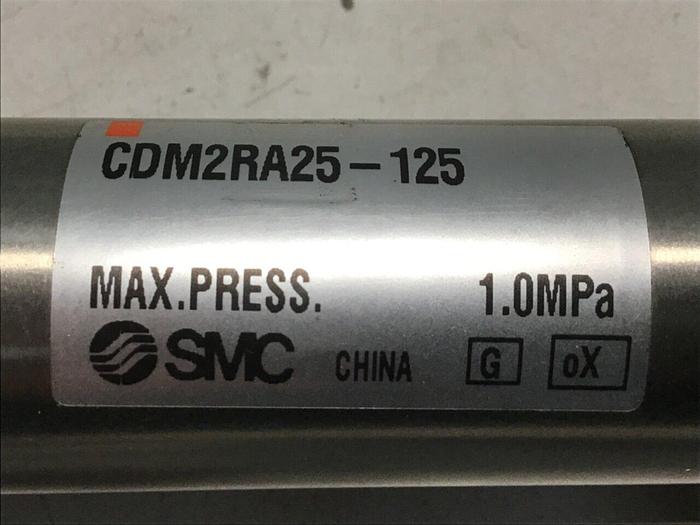 CDM2RA25-125
MAX.PRESS. 1.0MPa
SMC CHINA G oX